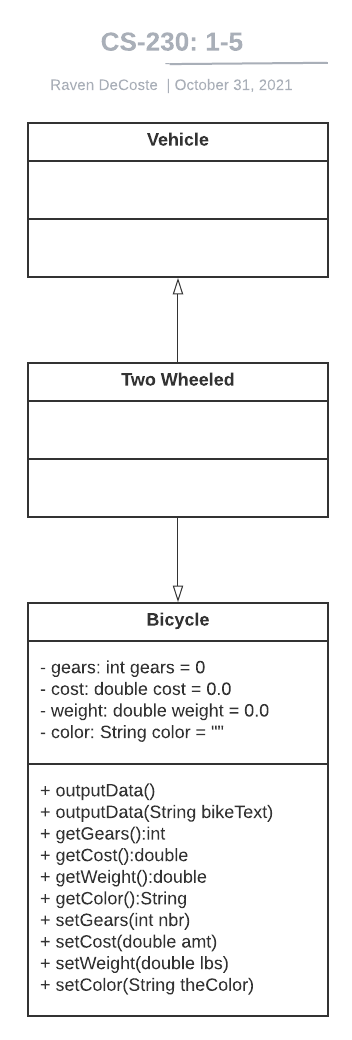 CS-230: 1-5
Raven DeCoste | October 31, 2021
Vehicle
Two Wheeled
Bicycle
- gears: int gears = 0
- cost: double cost = 0.0
- weight: double weight = 0.0
- color: String color = ""
+ outputData()
+ outputData(String bikeText)
+ getGears():int
+ getCost():double
+ getWeight():double
+ getColor():String
+ setGears(int nbr)
+ setCost(double amt)
+ setWeight(double lbs)
+ setColor(String theColor)